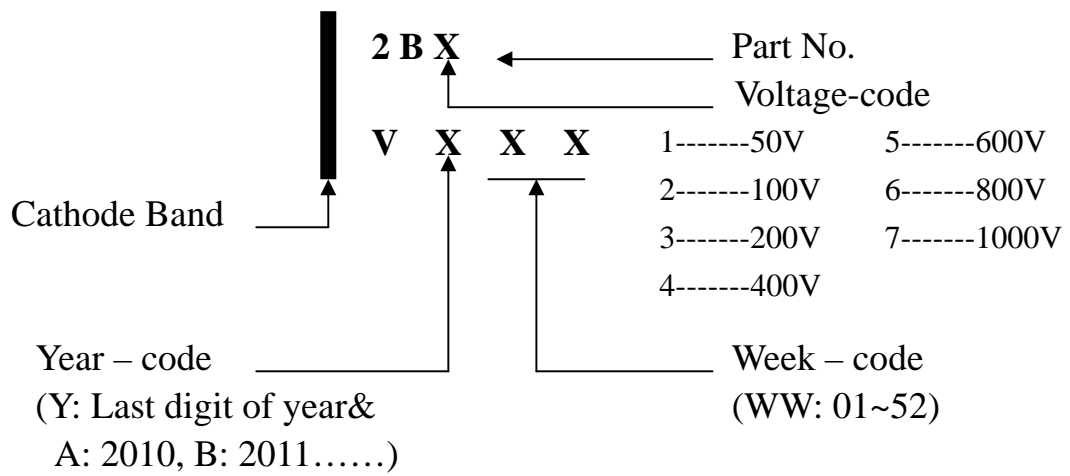 2 B X Part No.
Voltage-code
V X X X 1-------50V 5-------600V
2-------100V 6-------800V
Cathode Band
3-------200V 7-------1000V
4-------400V
Year – code Week – code
(Y: Last digit of year& (WW: 01~52)
A: 2010, B: 2011……)